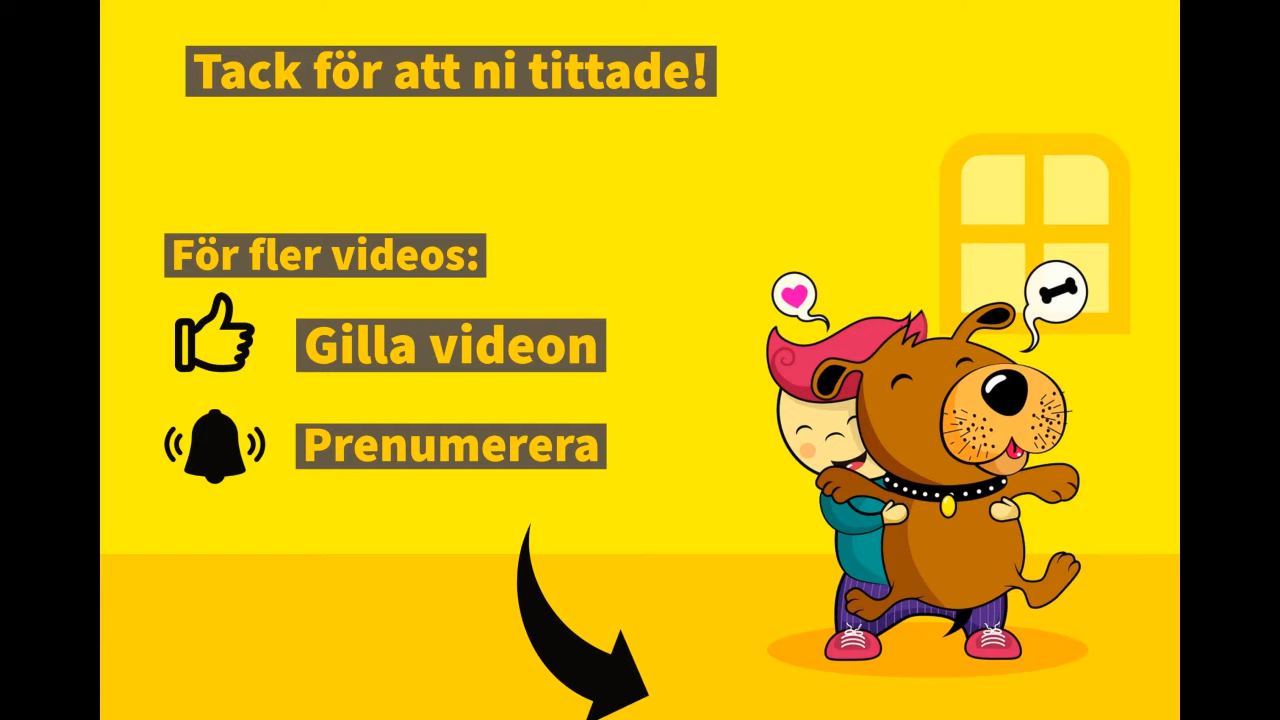 Tack för att ni tittade!
För fler videos:
Gilla videon
Prenumerera